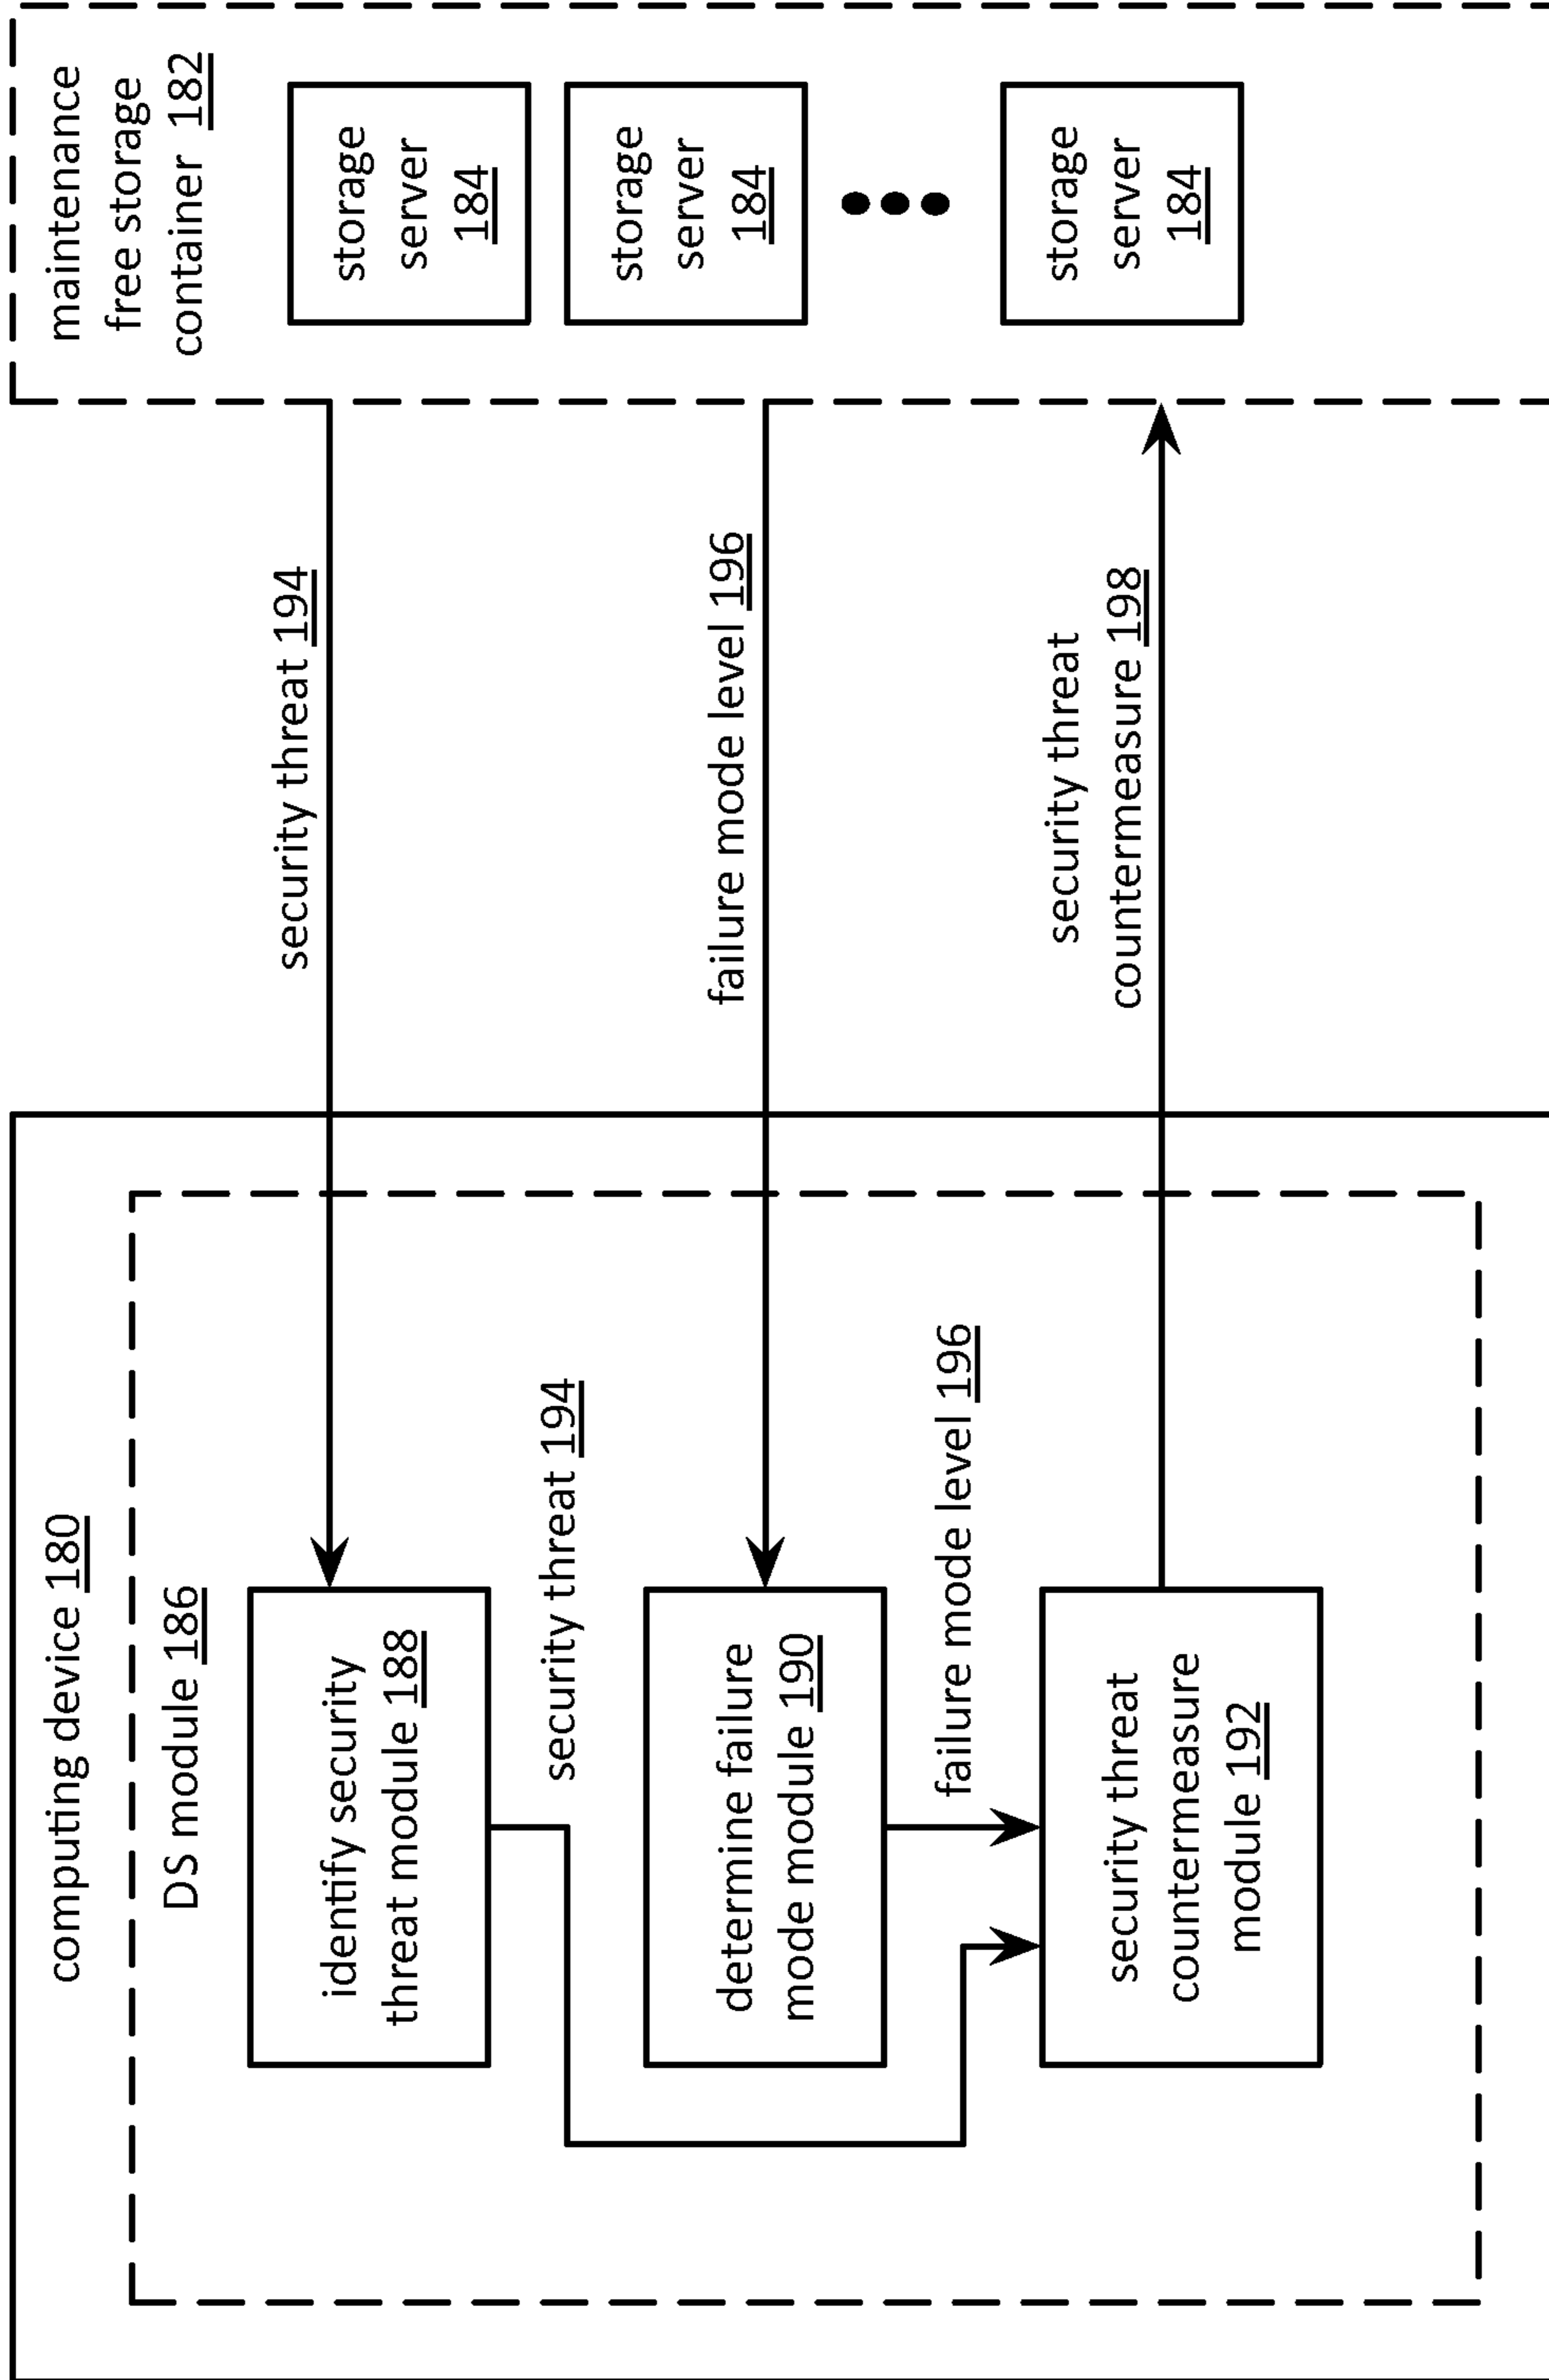 computing device 180
DS module 186
identify security
threat module 188
security threat 194
determine failure
mode module 190
failure mode level 196
security threat
countermeasure
module 192
security threat 194
failure mode level 196
security threat
countermeasure 198
maintenance
free storage
container 182
storage
server
184
storage
server
184
storage
server
184